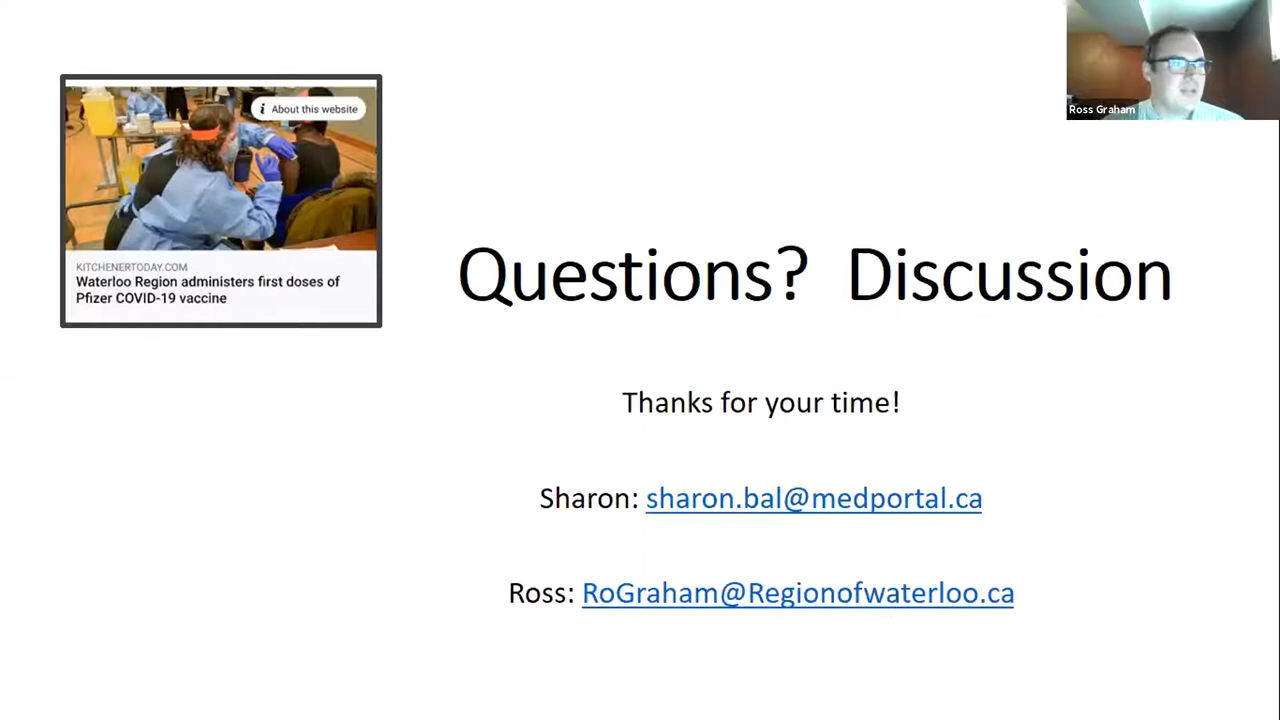 Ross Graham
i About this website
KITCHENERTODAY.COM
Waterloo Region administers first doses of
Pfizer COVID-19 vaccine
Questions? Discussion
Thanks for your time!
Sharon: sharon.bal@medportal.ca
Ross: RoGraham@Regionofwaterloo.ca